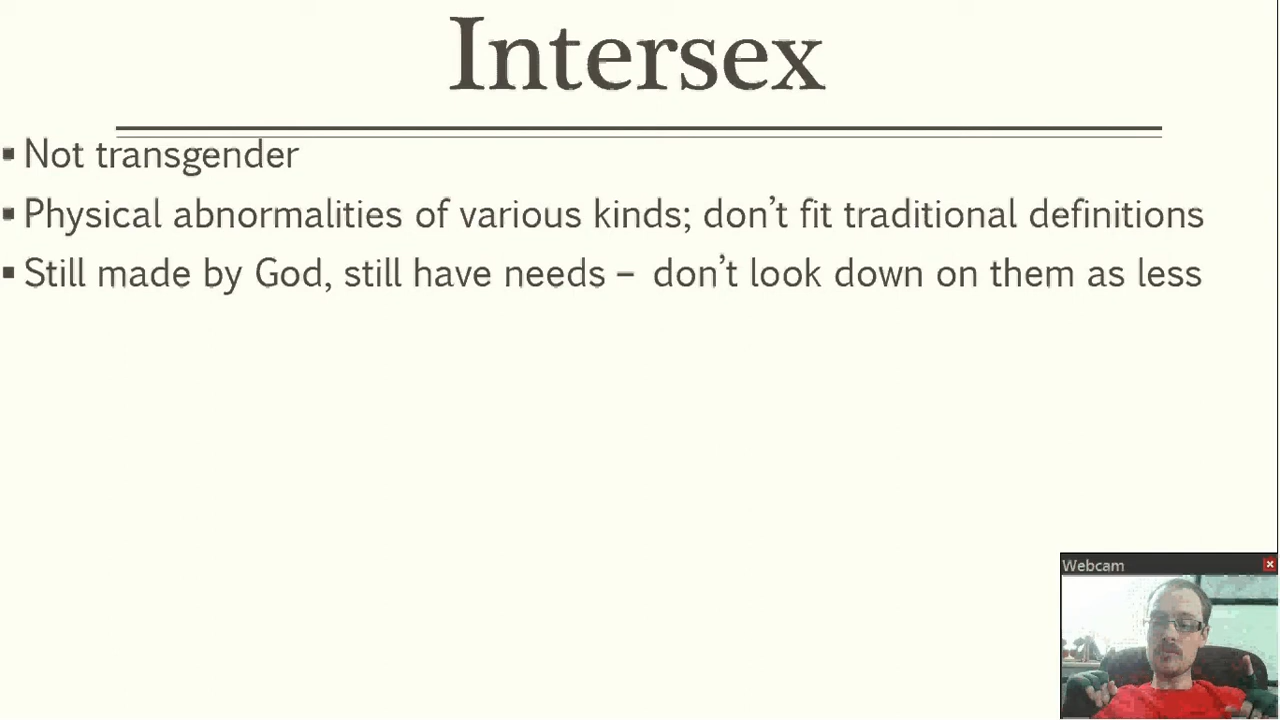 Intersex
▪ Not transgender
▪ Physical abnormalities of various kinds; don’t fit traditional definitions
▪ Still made by God, still have needs – don’t look down on them as less
Webcam